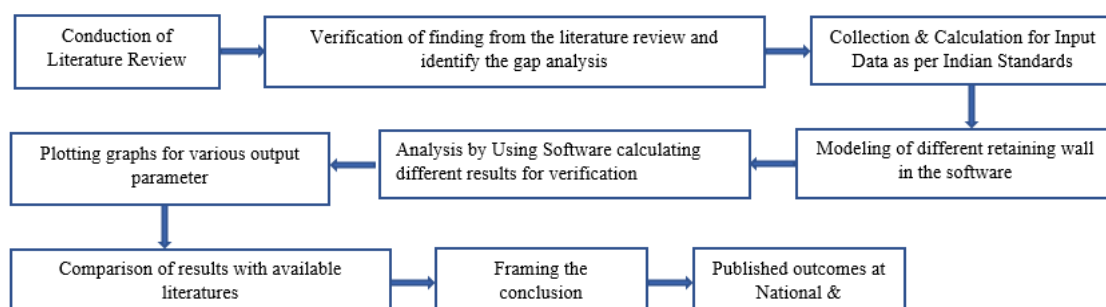 Conduction of
Literature Review
Verification of finding from the literature review and
identify the gap analysis
Collection & Calculation for Input
Data as per Indian Standards
Modeling of different retaining wall
in the software
Analysis by Using Software calculating
different results for verification
Plotting graphs for various output
parameter
Comparison of results with available
literatures
Framing the
conclusion
Published outcomes at
National &